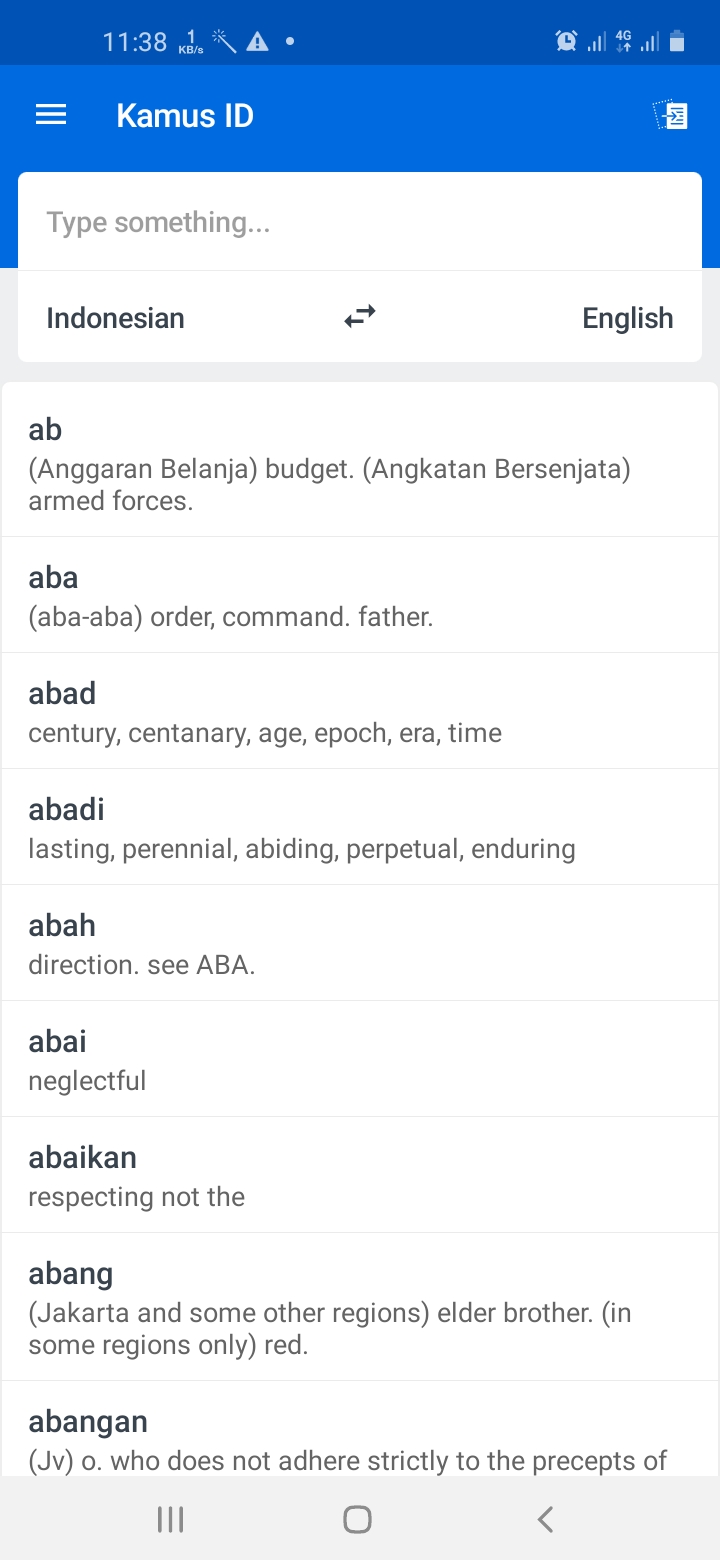 11:38 1 KB/s 4G
Kamus ID
Type something...
Indonesian English
ab
(Anggaran Belanja) budget. (Angkatan Bersenjata)
armed forces.
aba
(aba-aba) order, command. father.
abad
century, centanary, age, epoch, era, time
abadi
lasting, perennial, abiding, perpetual, enduring
abah
direction. see ABA.
abai
neglectful
abaikan
respecting not the
abang
(Jakarta and some other regions) elder brother. (in
some regions only) red.
abangan
(Jv) o. who does not adhere strictly to the precepts of